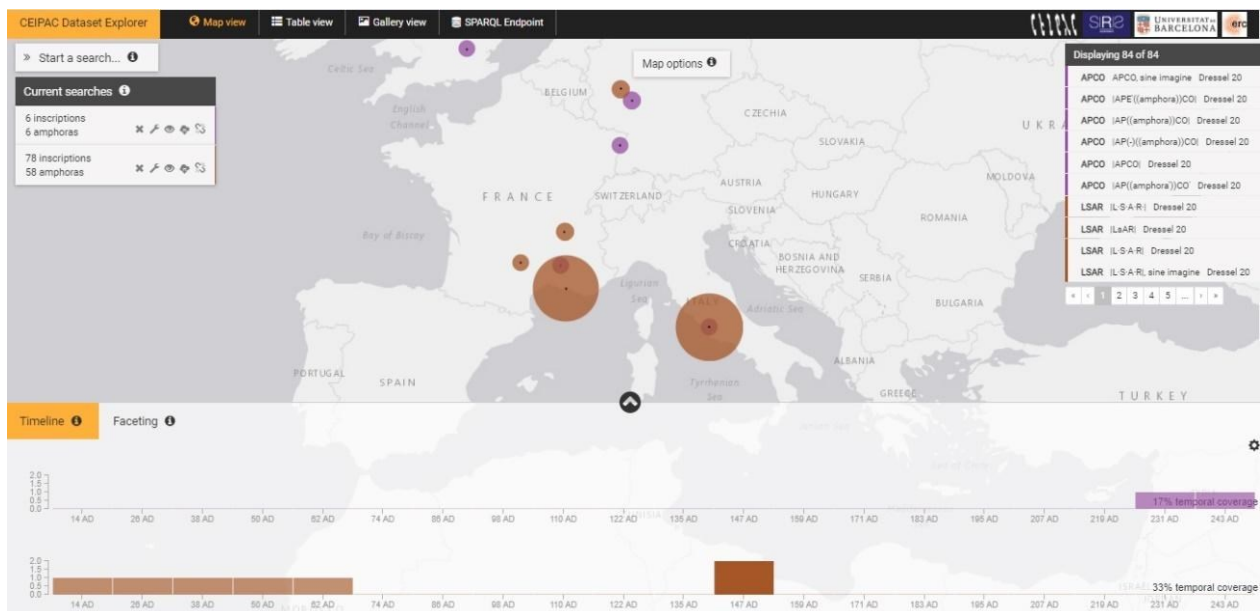 CEIPAC Dataset Explorer
Map view
Table view
Gallery view
SPARQL Endpoint
CEIPAC
SIRIS
UNIVERSITAT DE
BARCELONA
erc
» Start a search...
Map options
Current searches
6 inscriptions
6 amphoras
78 inscriptions
58 amphoras
Displaying 84 of 84
APCO APCO, sine imagine Dressel 20
APCO |APE'((amphora))CO| Dressel 20
APCO |AP((amphora))CO| Dressel 20
APCO |AP(-)((amphora))CO| Dressel 20
APCO |APCO| Dressel 20
APCO |AP((amphora'))CO' Dressel 20
LSAR |L·S·A·R·| Dressel 20
LSAR |LsAR| Dressel 20
LSAR |L·S·A·R| Dressel 20
LSAR |L·S·A·R|, sine imagine Dressel 20
« ‹ 1 2 3 4 5 ... › »
Celtic Sea
English
Channel
BELGIUM
CZECHIA
UKRA
SLOVAKIA
MOLDOVA
FRANCE
SWITZERLAND
AUSTRIA
HUNGARY
SLOVENIA
ROMANIA
Bay of Biscay
CROATIA
BOSNIA AND
HERZEGOVINA
SERBIA
Ligurian
Sea
ITALY
Adriatic Sea
BULGARIA
ALBANIA
PORTUGAL
SPAIN
Tyrrhenian
Sea
GREECE
TURKEY
Timeline
Faceting
2.0
1.5
1.0
0.5
0.0
17% temporal coverage
14 AD 26 AD 38 AD 50 AD 62 AD 74 AD 86 AD 98 AD 110 AD 122 AD 135 AD 147 AD 159 AD 171 AD 183 AD 195 AD 207 AD 219 AD 231 AD 243 AD
2.0
1.5
1.0
0.5
0.0
33% temporal coverage
14 AD 26 AD 38 AD 50 AD 62 AD 74 AD 86 AD 98 AD 110 AD 122 AD 135 AD 147 AD 159 AD 171 AD 183 AD 195 AD 207 AD 219 AD 231 AD 243 AD